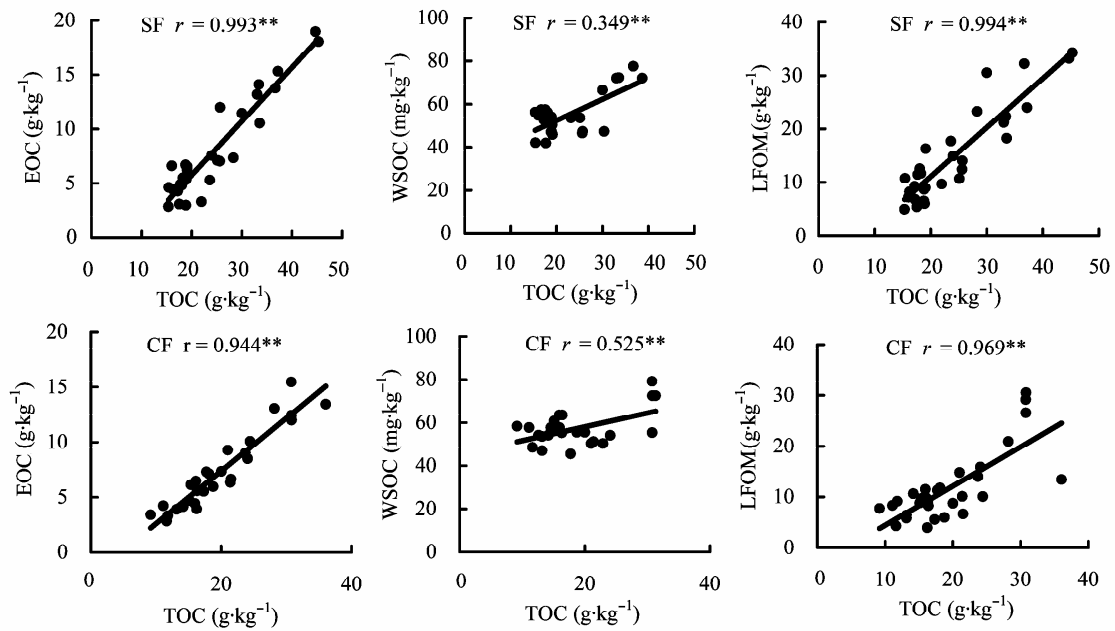 SF r = 0.993**
20
15
10
5
0
EOC (g·kg⁻¹)
0 10 20 30 40 50
TOC (g·kg⁻¹)
SF r = 0.349**
100
80
60
40
20
0
WSOC (mg·kg⁻¹)
0 10 20 30 40 50
TOC (g·kg⁻¹)
SF r = 0.994**
40
30
20
10
0
LFOM(g·kg⁻¹)
0 10 20 30 40 50
TOC (g·kg⁻¹)
CF r = 0.944**
20
15
10
5
0
EOC (g·kg⁻¹)
0 10 20 30 40
TOC (g·kg⁻¹)
CF r = 0.525**
100
80
60
40
20
0
WSOC (mg·kg⁻¹)
0 10 20 30 40
TOC (g·kg⁻¹)
CF r = 0.969**
40
30
20
10
0
LFOM(g·kg⁻¹)
0 10 20 30 40
TOC (g·kg⁻¹)